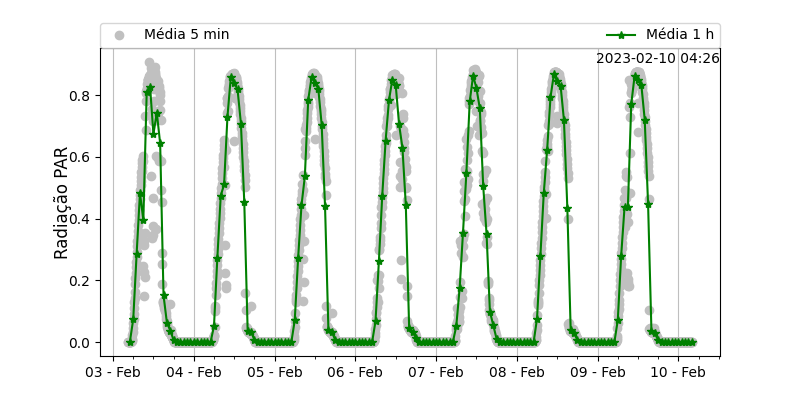 Média 5 min
Média 1 h
2023-02-10 04:26
Radiação PAR
0.8
0.6
0.4
0.2
0.0
03 - Feb
04 - Feb
05 - Feb
06 - Feb
07 - Feb
08 - Feb
09 - Feb
10 - Feb